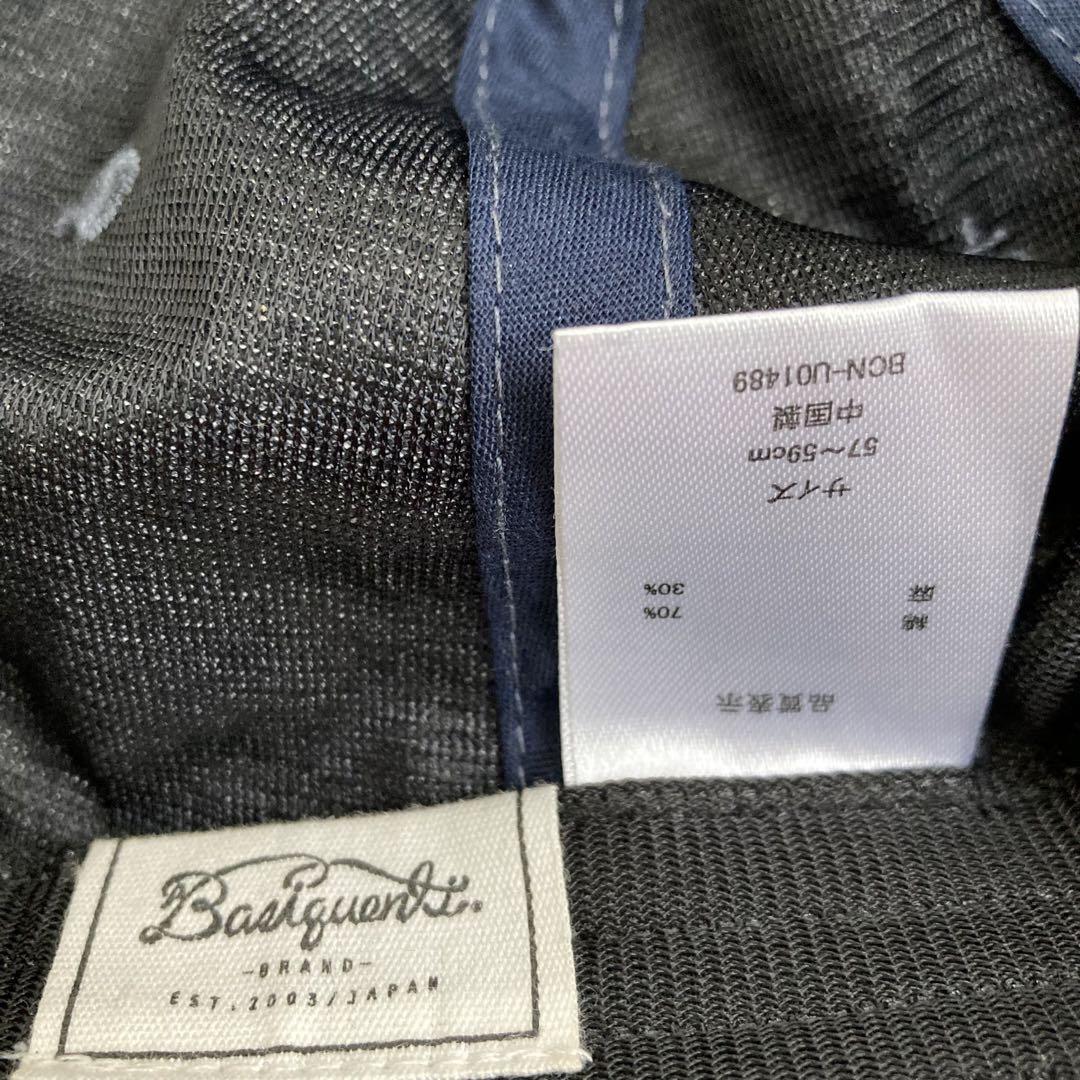 品質表示
綿 70%
麻 30%
サイズ
57～59cm
中国製
BCN-U01489
Basiquenti.
-BRAND-
EST.2003/JAPAN